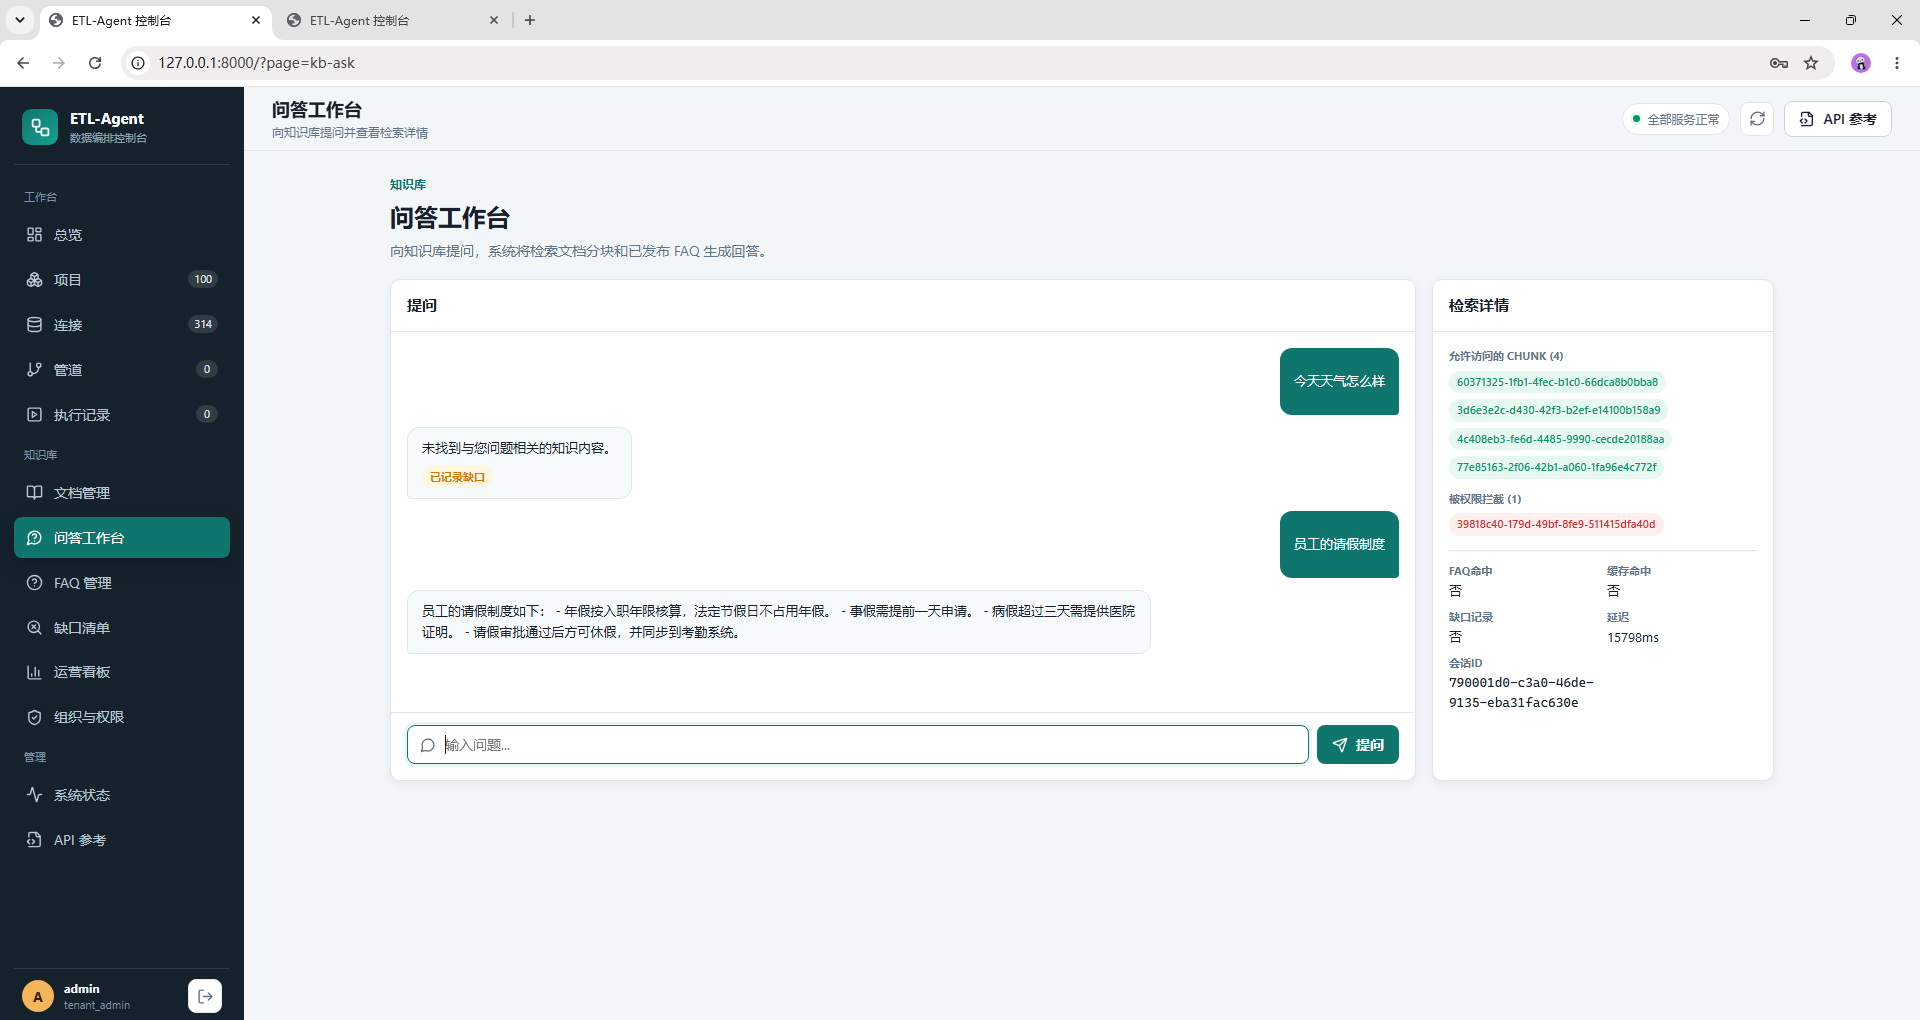 ETL-Agent 控制台
ETL-Agent 控制台
127.0.0.1:8000/?page=kb-ask
ETL-Agent
数据编排控制台
工作台
总览
项目 100
连接 314
管道 0
执行记录 0
知识库
文档管理
问答工作台
FAQ 管理
缺口清单
运营看板
组织与权限
管理
系统状态
API 参考
A
admin
tenant_admin
问答工作台
向知识库提问并查看检索详情
全部服务正常
API 参考
知识库
问答工作台
向知识库提问，系统将检索文档分块和已发布 FAQ 生成回答。
提问
今天天气怎么样
未找到与您问题相关的知识内容。
已记录缺口
员工的请假制度
员工的请假制度如下： - 年假按入职年限核算，法定节假日不占用年假。 - 事假需提前一天申请。 - 病假超过三天需提供医院
证明。 - 请假审批通过后方可休假，并同步到考勤系统。
输入问题...
提问
检索详情
允许访问的 CHUNK (4)
60371325-1fb1-4fec-b1c0-66dca8b0bba8
3d6e3e2c-d430-42f3-b2ef-e14100b158a9
4c408eb3-fe6d-4485-9990-cecde20188aa
77e85163-2f06-42b1-a060-1fa96e4c772f
被权限拦截 (1)
39818c40-179d-49bf-8fe9-511415dfa40d
FAQ命中 缓存命中
否 否
缺口记录 延迟
否 15798ms
会话ID
790001d0-c3a0-46de-
9135-eba31fac630e